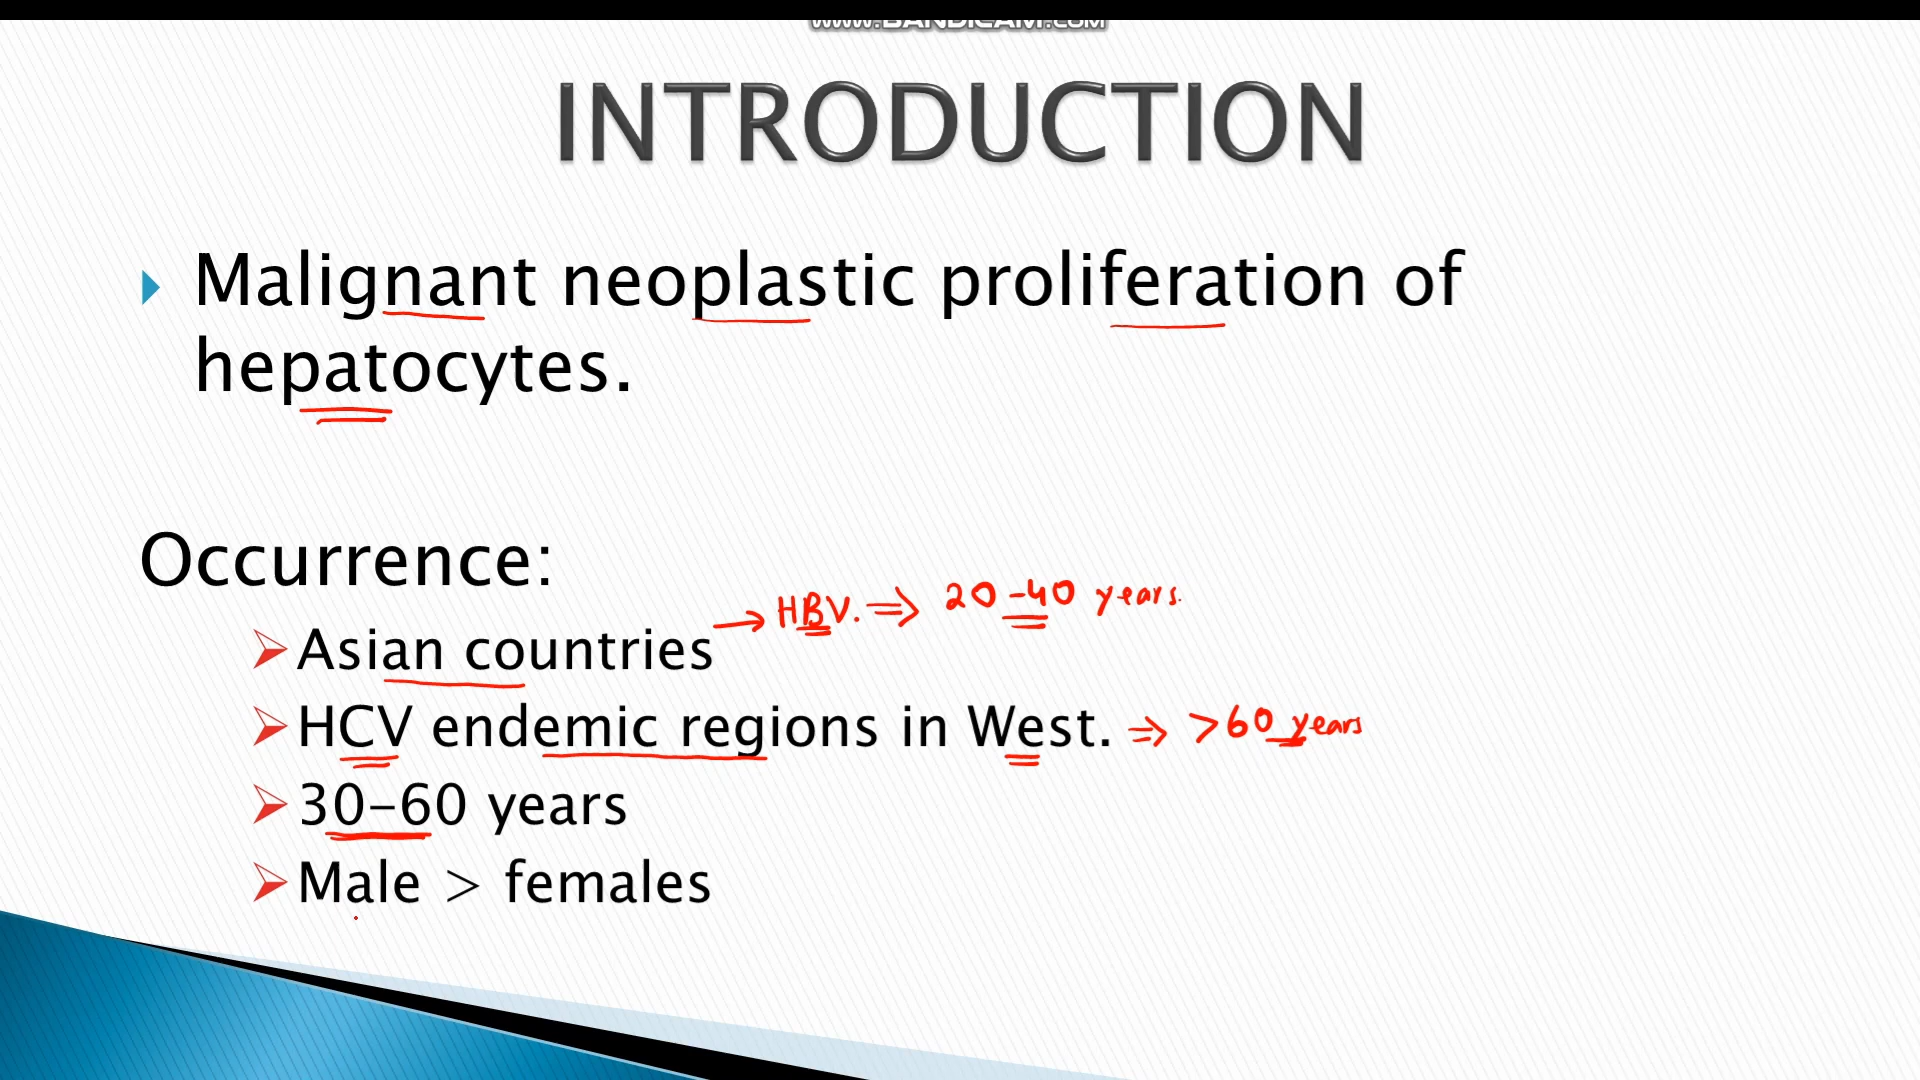 www.BANDICAM.com
INTRODUCTION
Malignant neoplastic proliferation of
hepatocytes.
Occurrence:
→ HBV. ⇒ 20-40 years.
Asian countries
HCV endemic regions in West. ⇒ >60 years
30-60 years
Male > females